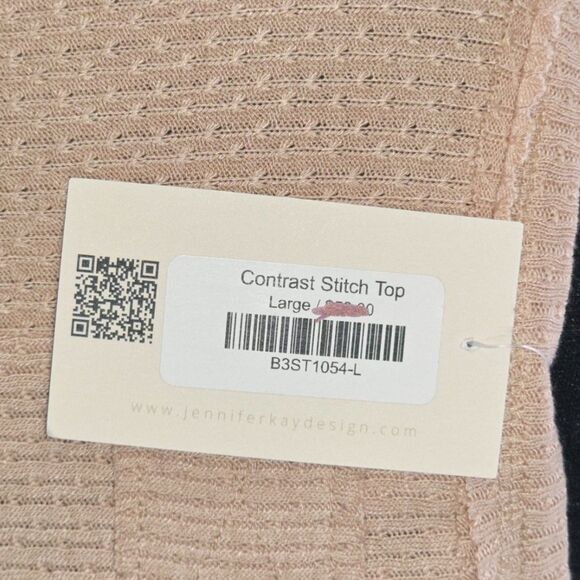 Contrast Stitch Top
Large /
B3ST1054-L
www.jenniferkaydesign.com